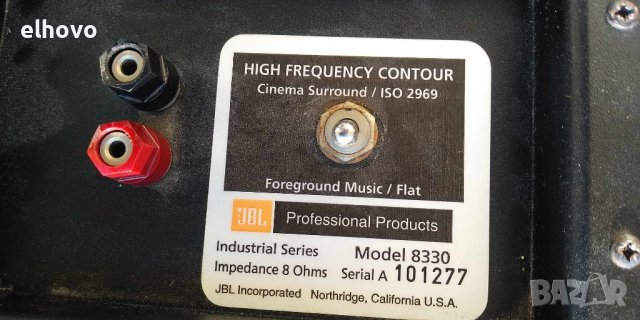 elhovo
HIGH FREQUENCY CONTOUR
Cinema Surround / ISO 2969
Foreground Music / Flat
JBL Professional Products
Industrial Series Model 8330
Impedance 8 Ohms Serial A 101277
JBL Incorporated Northridge, California U.S.A.
BAZAR